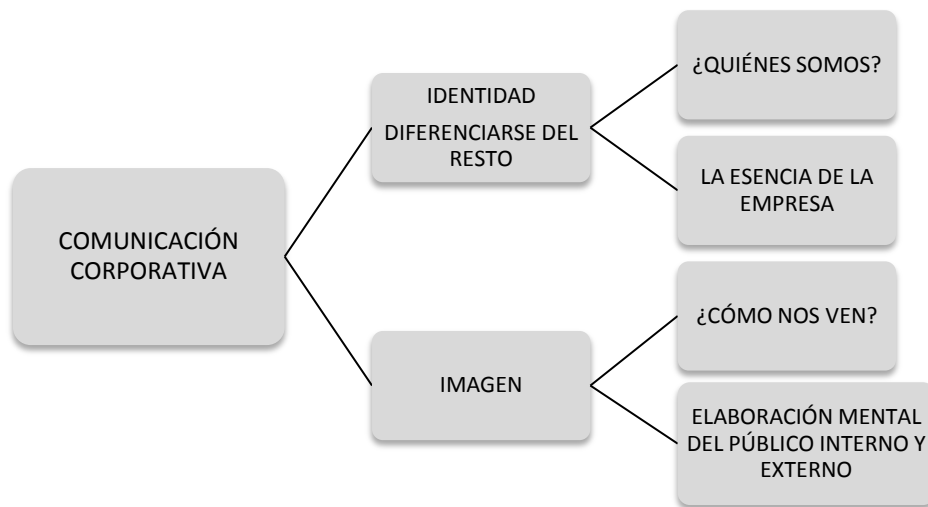 COMUNICACIÓN
CORPORATIVA
IDENTIDAD
DIFERENCIARSE DEL
RESTO
¿QUIÉNES SOMOS?
LA ESENCIA DE LA
EMPRESA
IMAGEN
¿CÓMO NOS VEN?
ELABORACIÓN MENTAL
DEL PÚBLICO INTERNO Y
EXTERNO